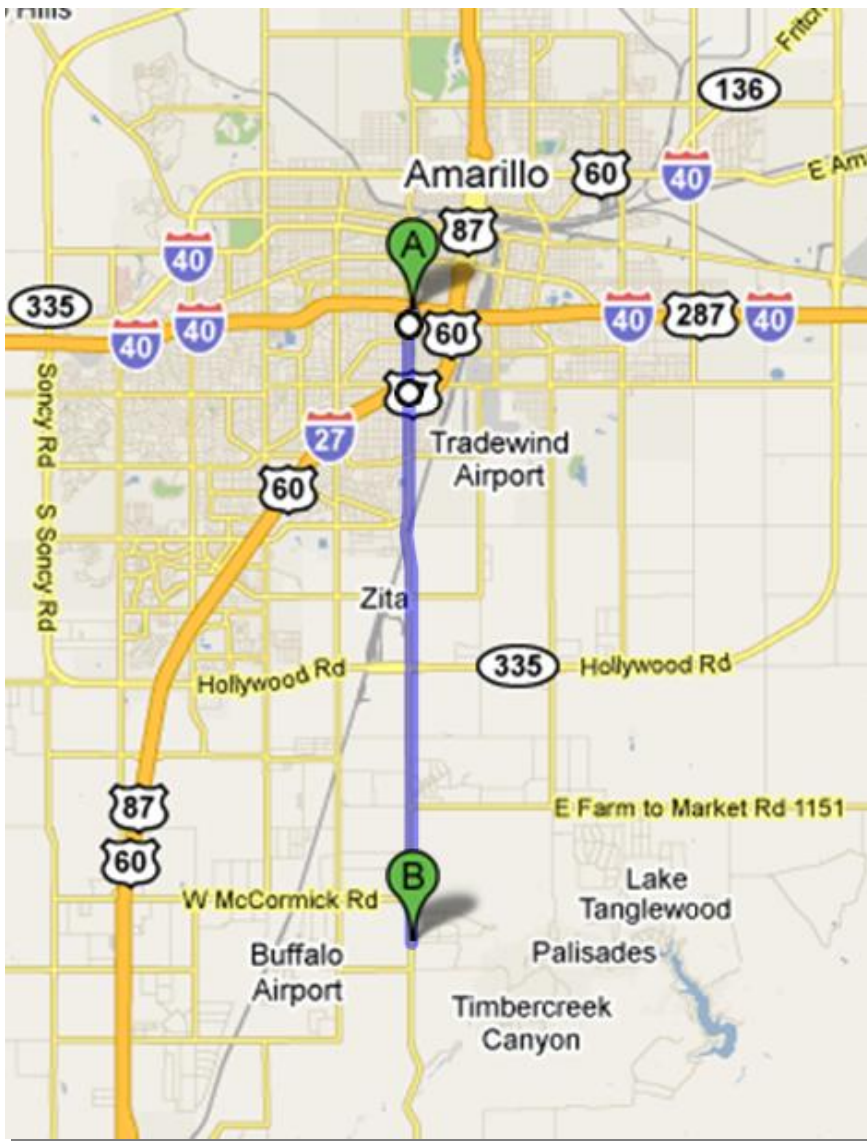 Hills
Fritch
136
Amarillo
60
40
E Am
87
A
40
335
60
40
287
40
40
40
Soncy Rd
27
Tradewind
Airport
60
S Soncy Rd
Zita
335
Hollywood Rd
Hollywood Rd
87
E Farm to Market Rd 1151
60
B
W McCormick Rd
Lake
Tanglewood
Buffalo
Airport
Palisades
Timbercreek
Canyon